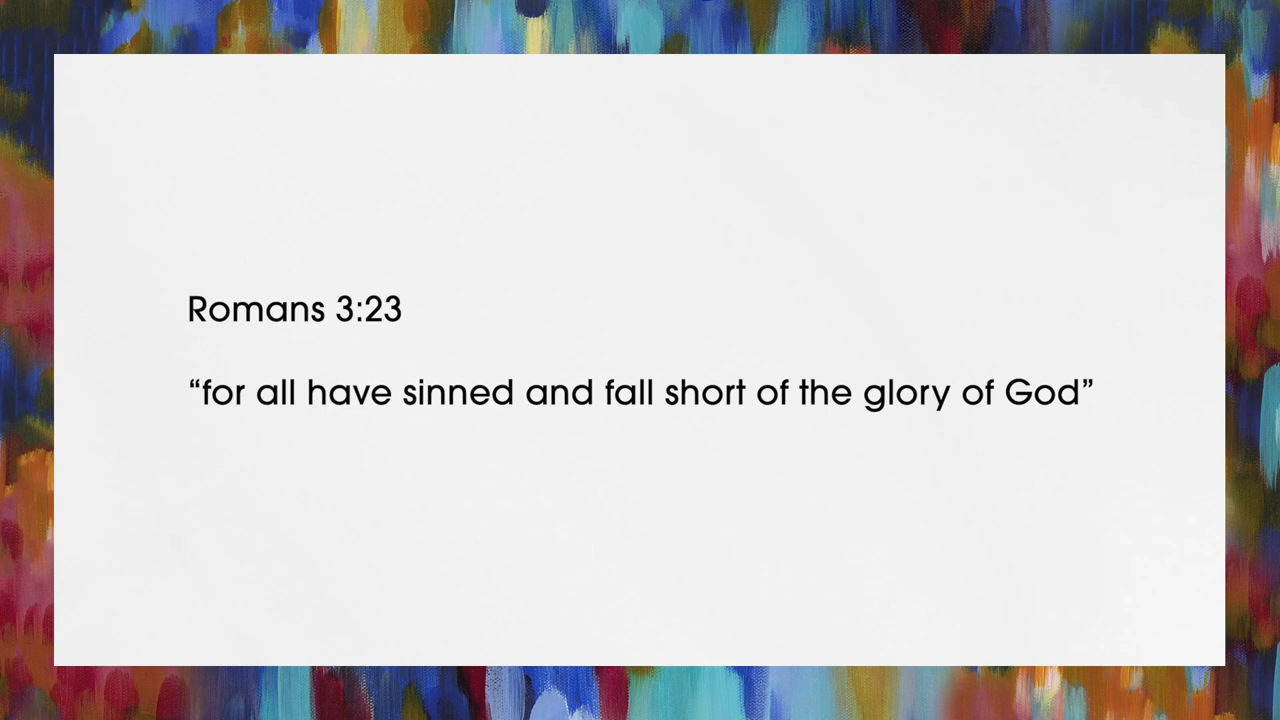 Romans 3:23
“for all have sinned and fall short of the glory of God”